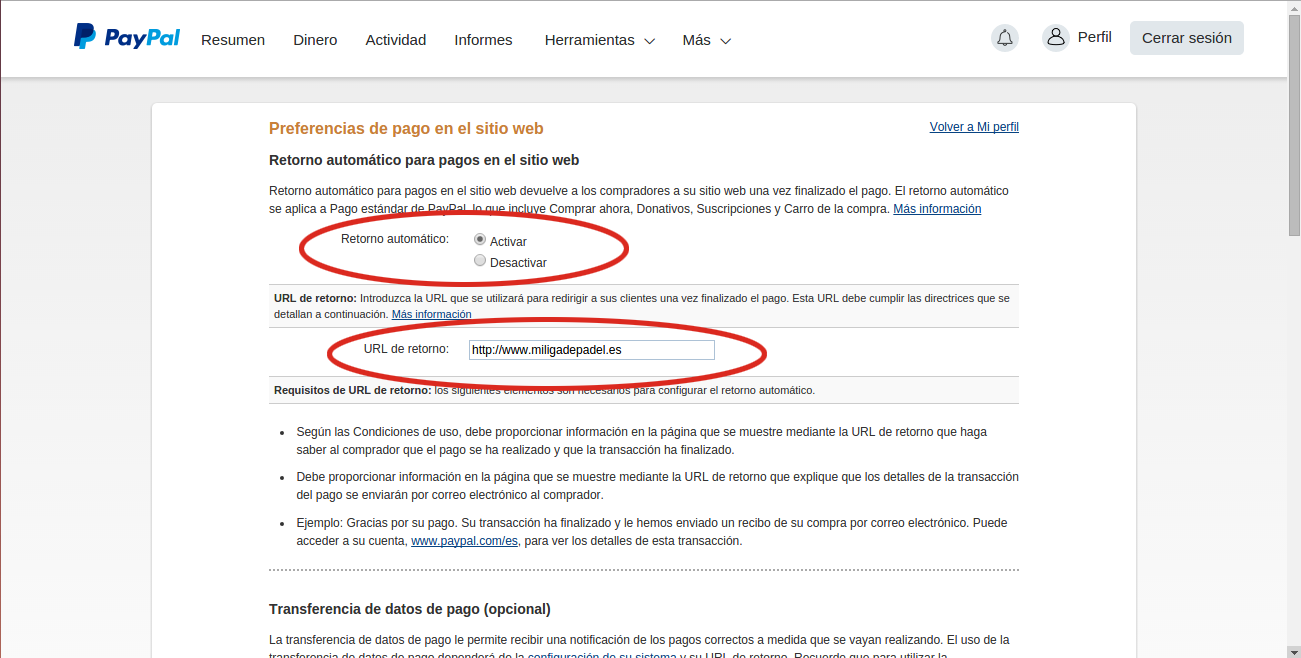 PayPal Resumen Dinero Actividad Informes Herramientas Más Perfil Cerrar sesión
Preferencias de pago en el sitio web
Volver a Mi perfil
Retorno automático para pagos en el sitio web
Retorno automático para pagos en el sitio web devuelve a los compradores a su sitio web una vez finalizado el pago. El retorno automático
se aplica a Pago estándar de PayPal, lo que incluye Comprar ahora, Donativos, Suscripciones y Carro de la compra. Más información
Retorno automático: Activar
Desactivar
URL de retorno: Introduzca la URL que se utilizará para redirigir a sus clientes una vez finalizado el pago. Esta URL debe cumplir las directrices que se
detallan a continuación. Más información
URL de retorno: http://www.miligadepadel.es
Requisitos de URL de retorno: los siguientes elementos son necesarios para configurar el retorno automático.
• Según las Condiciones de uso, debe proporcionar información en la página que se muestre mediante la URL de retorno que haga
saber al comprador que el pago se ha realizado y que la transacción ha finalizado.
• Debe proporcionar información en la página que se muestre mediante la URL de retorno que explique que los detalles de la transacción
del pago se enviarán por correo electrónico al comprador.
• Ejemplo: Gracias por su pago. Su transacción ha finalizado y le hemos enviado un recibo de su compra por correo electrónico. Puede
acceder a su cuenta, www.paypal.com/es, para ver los detalles de esta transacción.
Transferencia de datos de pago (opcional)
La transferencia de datos de pago le permite recibir una notificación de los pagos correctos a medida que se vayan realizando. El uso de la
transferencia de datos de pago dependerá de la configuración de su sistema y su URL de retorno. Recuerde que para utilizar la